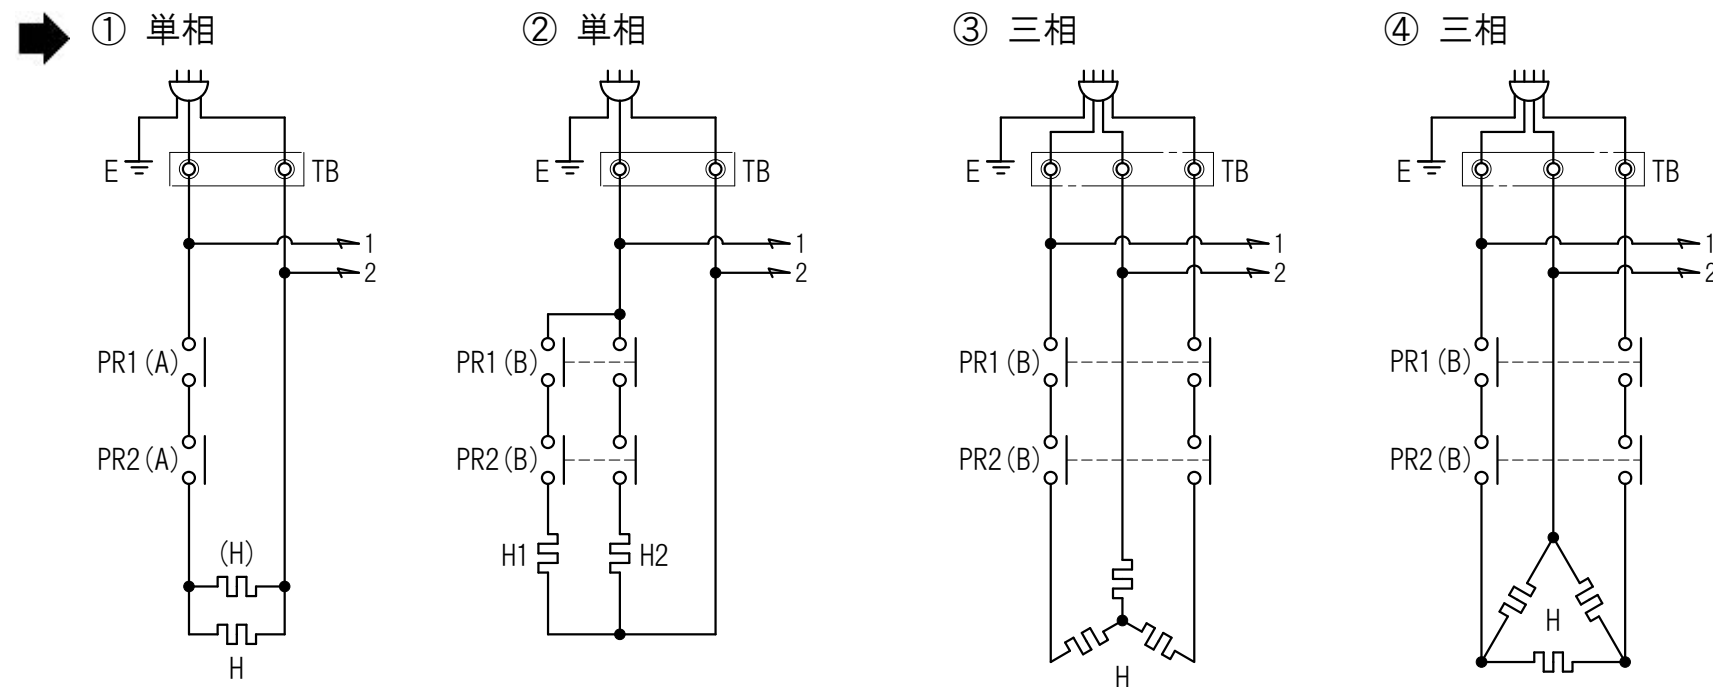 ① 単相
E
TB
1
2
PR1(A)
PR2(A)
(H)
H
② 単相
E
TB
1
2
PR1(B)
PR2(B)
H1
H2
③ 三相
E
TB
1
2
PR1(B)
PR2(B)
H
④ 三相
E
TB
1
2
PR1(B)
PR2(B)
H